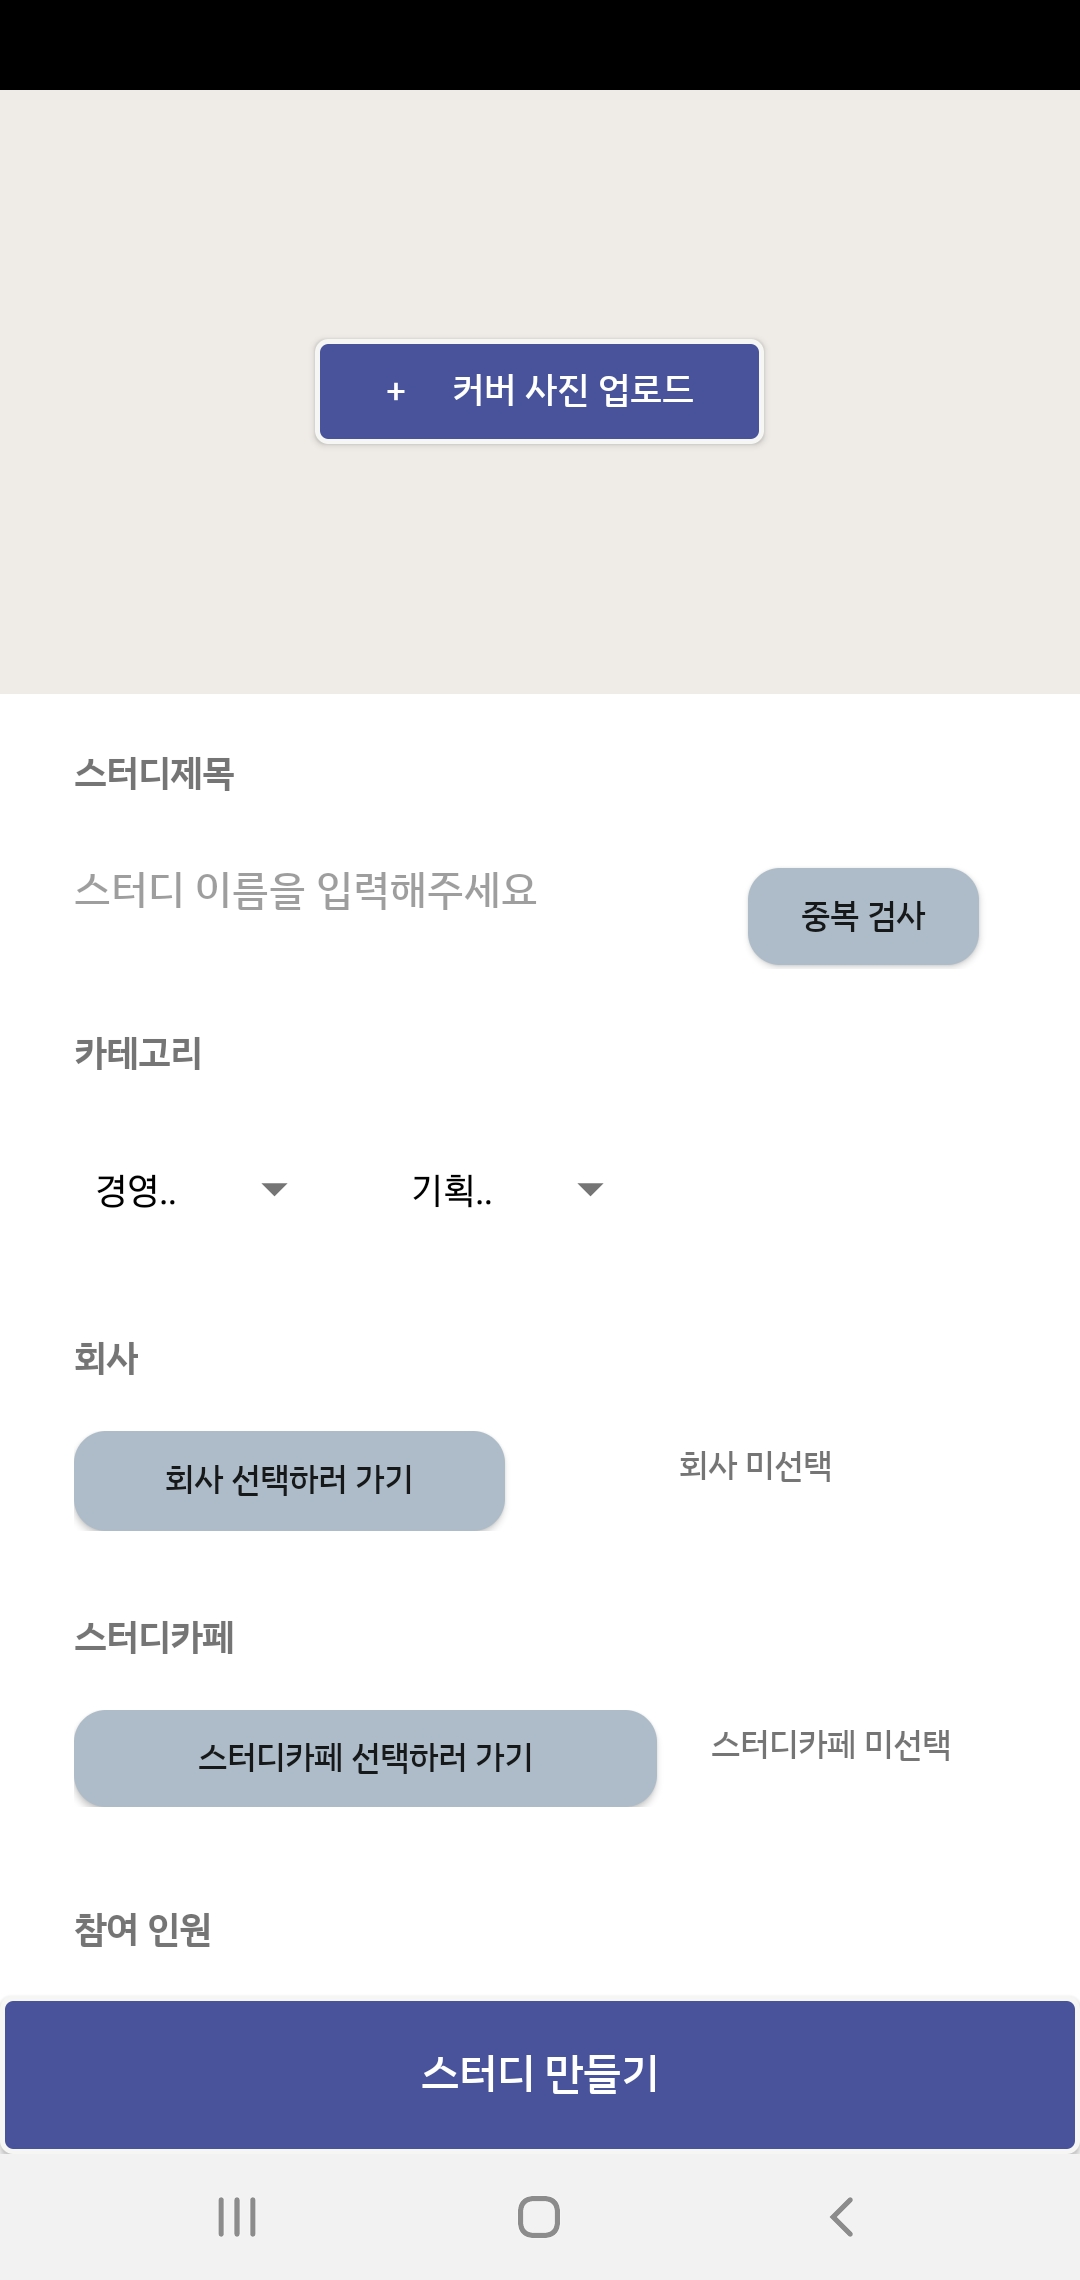 + 커버 사진 업로드
스터디제목
스터디 이름을 입력해주세요
중복 검사
카테고리
경영.. 기획..
회사
회사 선택하러 가기 회사 미선택
스터디카페
스터디카페 선택하러 가기 스터디카페 미선택
참여 인원
스터디 만들기